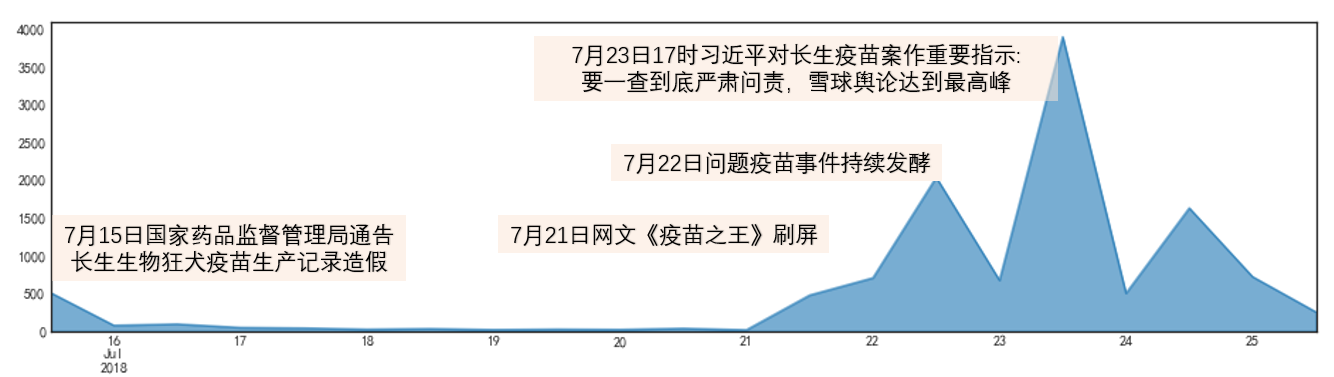 4000
7月23日17时习近平对长生疫苗案作重要指示:
3500
要一查到底严肃问责，雪球舆论达到最高峰
3000
2500
7月22日问题疫苗事件持续发酵
2000
1500
7月15日国家药品监督管理局通告
7月21日网文《疫苗之王》刷屏
1000
长生生物狂犬疫苗生产记录造假
500
0
16 17 18 19 20 21 22 23 24 25
Jul
2018